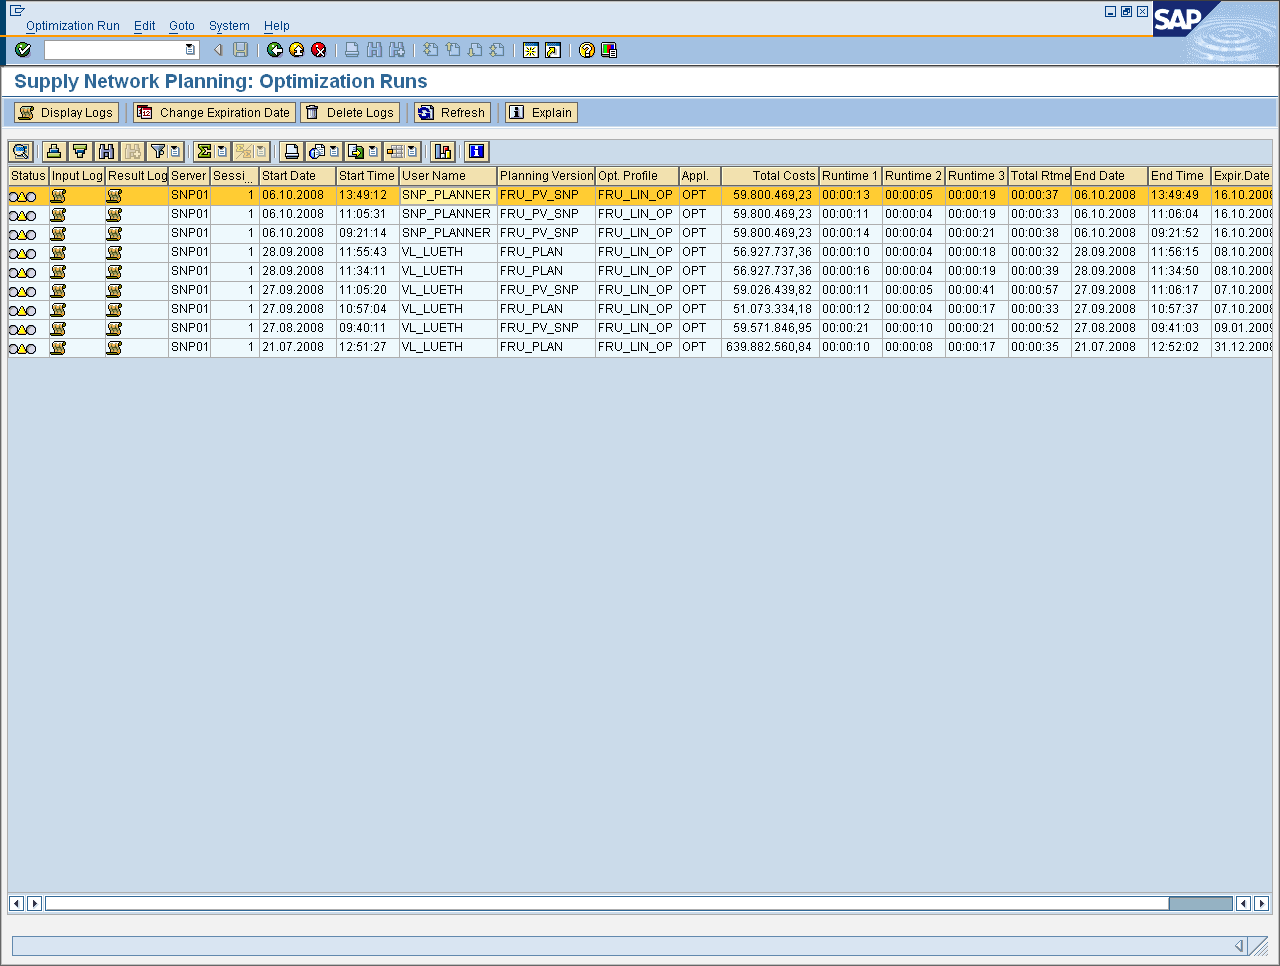 Optimization Run Edit Goto System Help
SAP
Supply Network Planning: Optimization Runs
Display Logs Change Expiration Date Delete Logs Refresh Explain
Status Input Log Result Log Server Sessi... Start Date Start Time User Name Planning Version Opt. Profile Appl. Total Costs Runtime 1 Runtime 2 Runtime 3 Total Rtme End Date End Time Expir.Date
SNP01 1 06.10.2008 13:49:12 SNP_PLANNER FRU_PV_SNP FRU_LIN_OP OPT 59.800.469,23 00:00:13 00:00:05 00:00:19 00:00:37 06.10.2008 13:49:49 16.10.2008
SNP01 1 06.10.2008 11:05:31 SNP_PLANNER FRU_PV_SNP FRU_LIN_OP OPT 59.800.469,23 00:00:11 00:00:04 00:00:19 00:00:33 06.10.2008 11:06:04 16.10.2008
SNP01 1 06.10.2008 09:21:14 SNP_PLANNER FRU_PV_SNP FRU_LIN_OP OPT 59.800.469,23 00:00:14 00:00:04 00:00:21 00:00:38 06.10.2008 09:21:52 16.10.2008
SNP01 1 28.09.2008 11:55:43 VL_LUETH FRU_PLAN FRU_LIN_OP OPT 56.927.737,36 00:00:10 00:00:04 00:00:18 00:00:32 28.09.2008 11:56:15 08.10.2008
SNP01 1 28.09.2008 11:34:11 VL_LUETH FRU_PLAN FRU_LIN_OP OPT 56.927.737,36 00:00:16 00:00:04 00:00:19 00:00:39 28.09.2008 11:34:50 08.10.2008
SNP01 1 27.09.2008 11:05:20 VL_LUETH FRU_PV_SNP FRU_LIN_OP OPT 59.026.439,82 00:00:11 00:00:05 00:00:41 00:00:57 27.09.2008 11:06:17 07.10.2008
SNP01 1 27.09.2008 10:57:04 VL_LUETH FRU_PLAN FRU_LIN_OP OPT 51.073.334,18 00:00:12 00:00:04 00:00:17 00:00:33 27.09.2008 10:57:37 07.10.2008
SNP01 1 27.08.2008 09:40:11 VL_LUETH FRU_PV_SNP FRU_LIN_OP OPT 59.571.846,95 00:00:21 00:00:10 00:00:21 00:00:52 27.08.2008 09:41:03 09.01.2009
SNP01 1 21.07.2008 12:51:27 VL_LUETH FRU_PLAN FRU_LIN_OP OPT 639.882.560,84 00:00:10 00:00:08 00:00:17 00:00:35 21.07.2008 12:52:02 31.12.2008